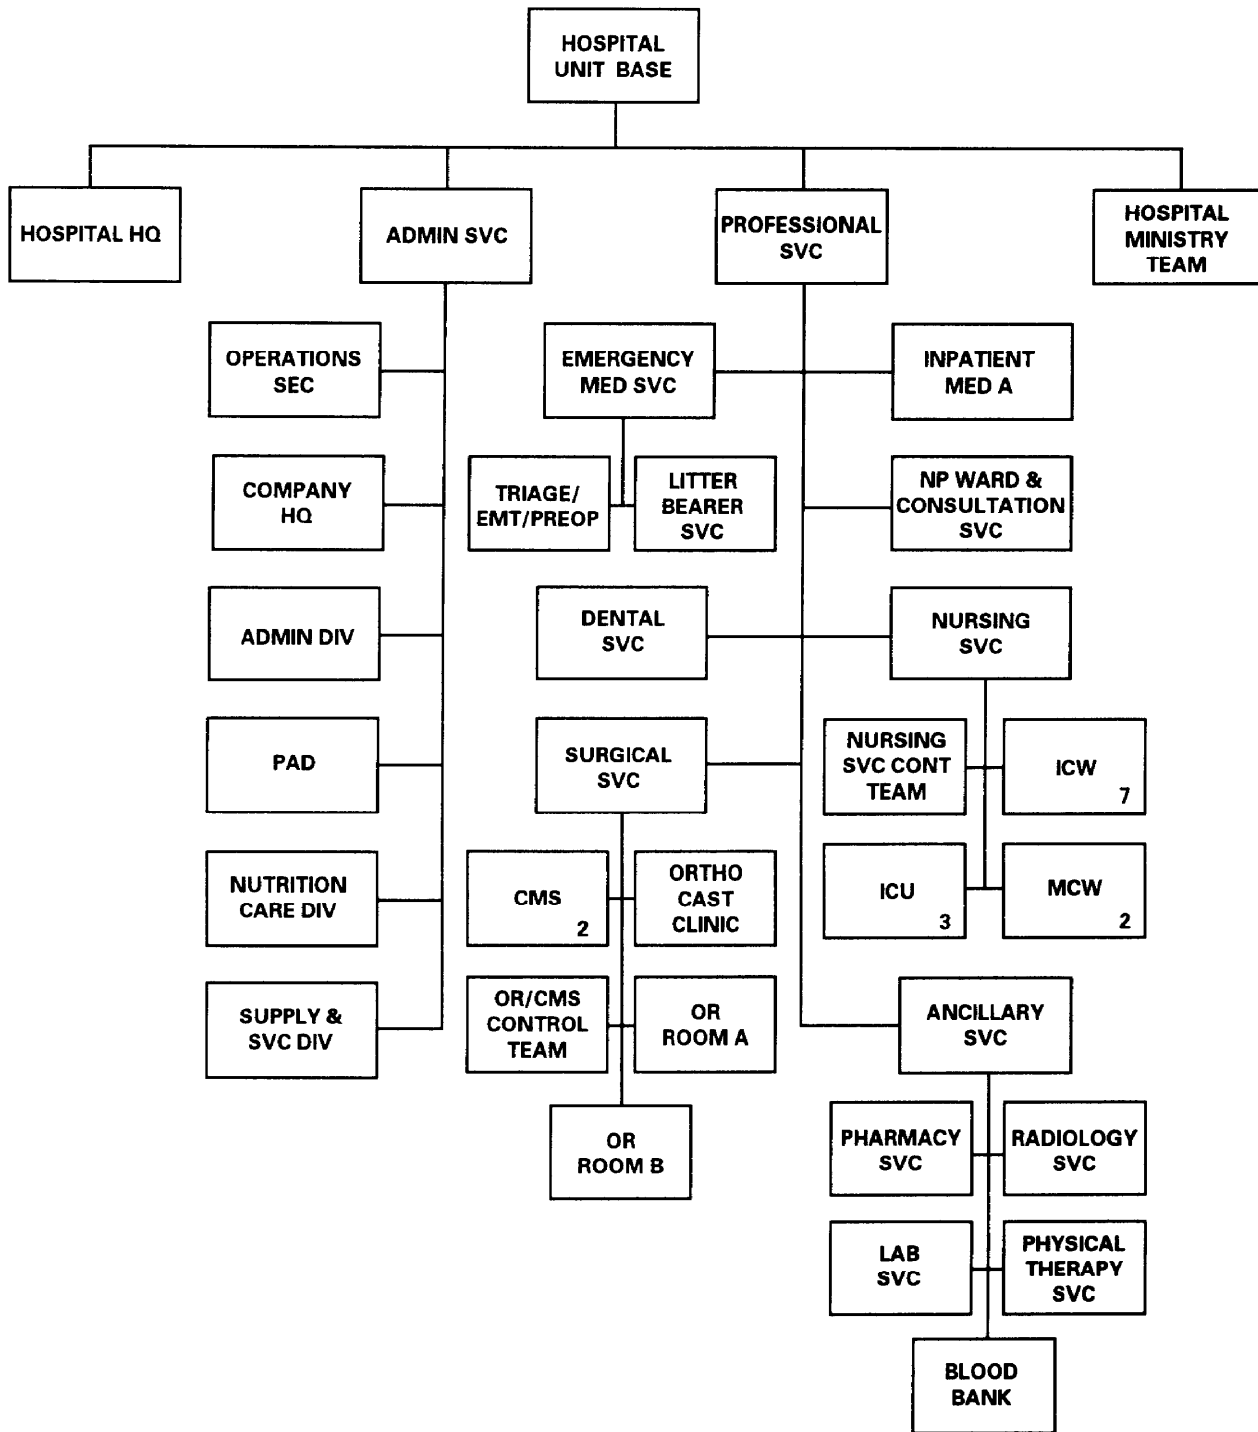 HOSPITAL
UNIT BASE
HOSPITAL HQ
ADMIN SVC
PROFESSIONAL
SVC
HOSPITAL
MINISTRY
TEAM
OPERATIONS
SEC
EMERGENCY
MED SVC
INPATIENT
MED A
COMPANY
HQ
TRIAGE/
EMT/PREOP
LITTER
BEARER
SVC
NP WARD &
CONSULTATION
SVC
ADMIN DIV
DENTAL
SVC
NURSING
SVC
PAD
SURGICAL
SVC
NURSING
SVC CONT
TEAM
ICW
7
NUTRITION
CARE DIV
CMS
2
ORTHO
CAST
CLINIC
ICU
3
MCW
2
SUPPLY &
SVC DIV
OR/CMS
CONTROL
TEAM
OR
ROOM A
ANCILLARY
SVC
OR
ROOM B
PHARMACY
SVC
RADIOLOGY
SVC
LAB
SVC
PHYSICAL
THERAPY
SVC
BLOOD
BANK